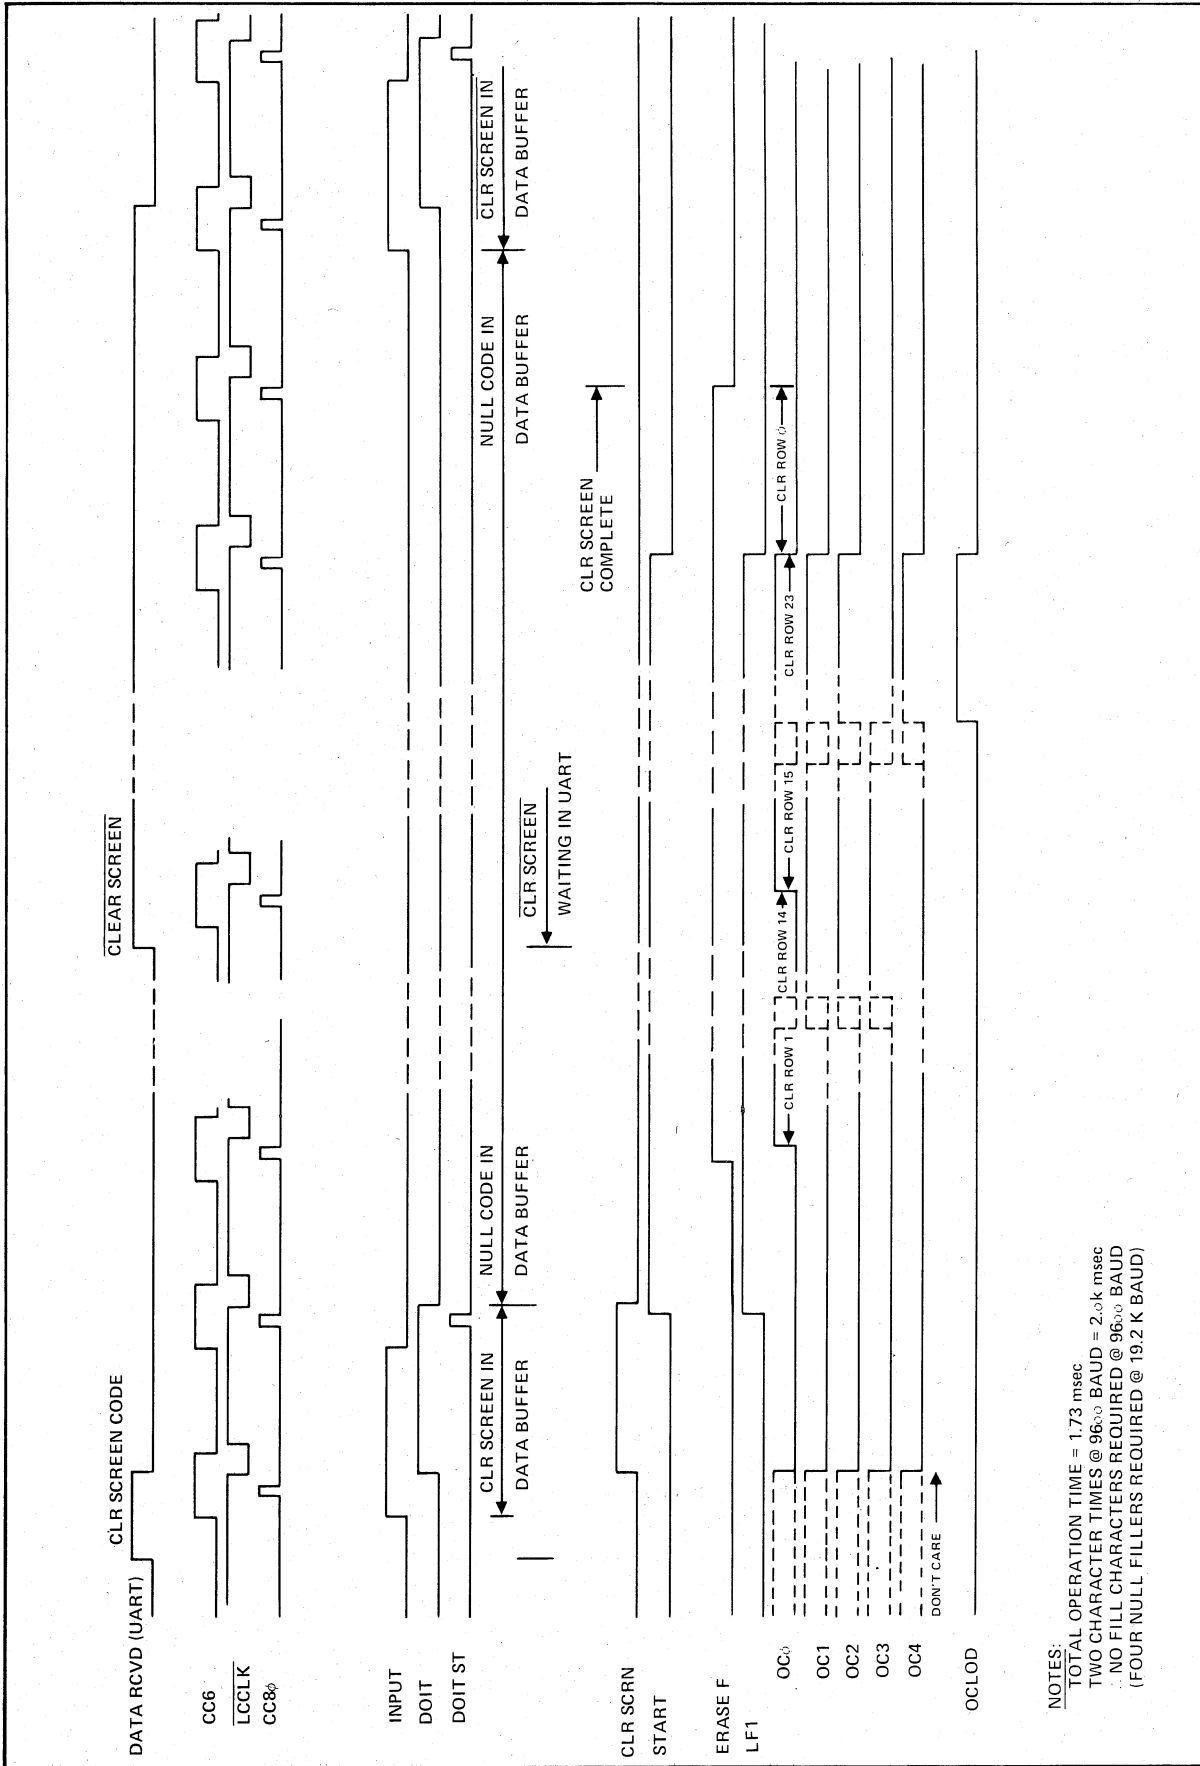 DATA RCVD (UART)
CLR SCREEN CODE
CLEAR SCREEN
CC6
LCCLK
CC8φ
INPUT
DOIT
DOIT ST
CLR SCREEN IN
DATA BUFFER
NULL CODE IN
DATA BUFFER
NULL CODE IN
DATA BUFFER
CLR SCREEN IN
DATA BUFFER
CLR SCREEN
WAITING IN UART
CLR SCREEN
COMPLETE
CLR SCRN
START
ERASE F
LF1
OCφ
CLR ROW 1
CLR ROW 14
CLR ROW 15
CLR ROW 23
CLR ROW 0
OC1
OC2
OC3
OC4
DON'T CARE
OCLOD
NOTES:
TOTAL OPERATION TIME = 1.73 msec
TWO CHARACTER TIMES @ 9600 BAUD = msec
NO FILL CHARACTERS REQUIRED @ 9600 BAUD
(FOUR NULL FILLERS REQUIRED @ 19.2 K BAUD)